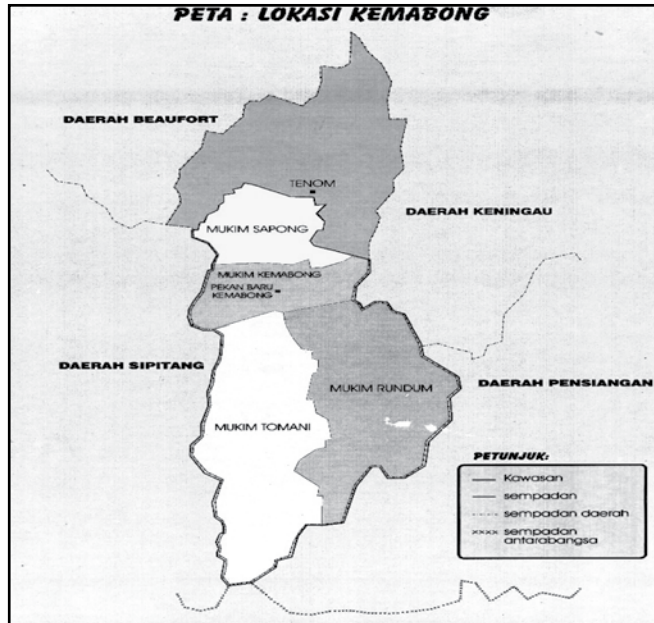 PETA : LOKASI KEMABONG
DAERAH BEAUFORT
TENOM
DAERAH KENINGAU
MUKIM SAPONG
MUKIM KEMABONG
PEKAN BARU
KEMABONG
DAERAH SIPITANG
MUKIM RUNDUM
DAERAH PENSIANGAN
MUKIM TOMANI
PETUNJUK:
Kawasan
sempadan
sempadan daerah
sempadan
antarabangsa